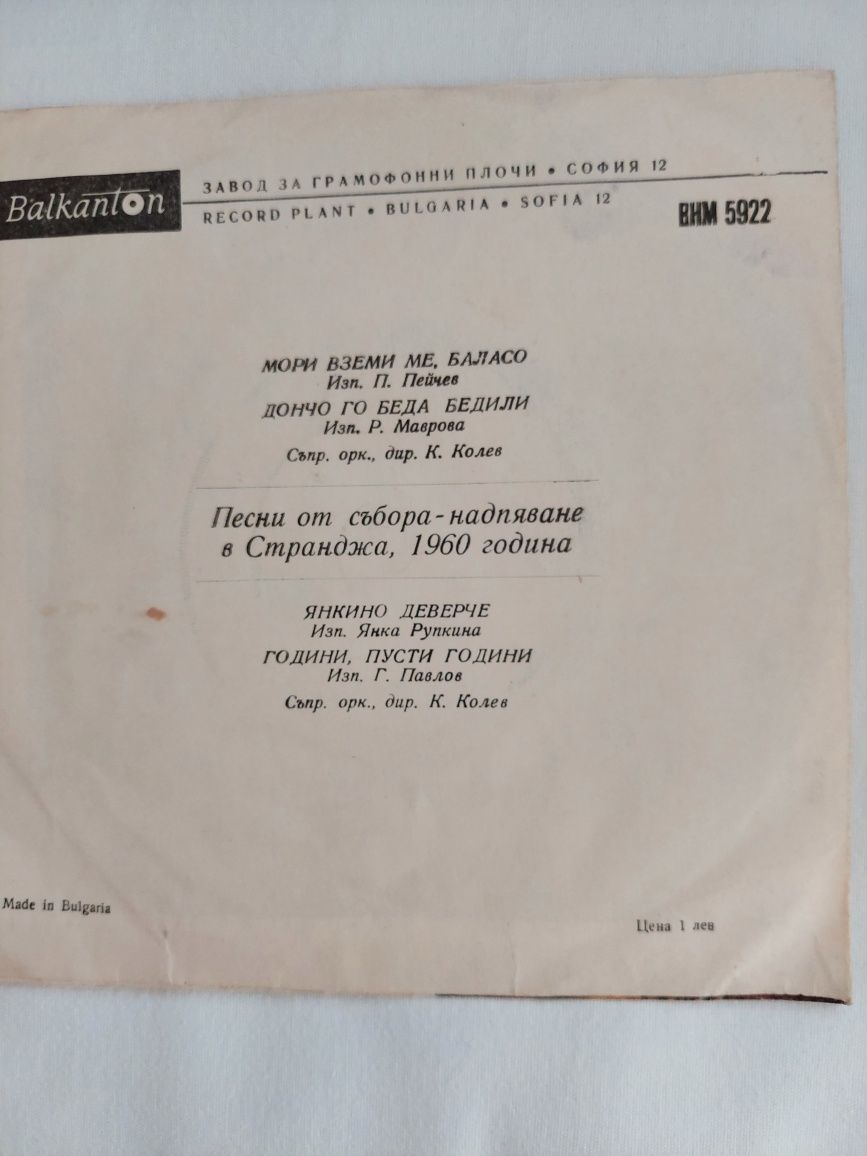 Balkanton
ЗАВОД ЗА ГРАМОФОННИ ПЛОЧИ • СОФИЯ 12
RECORD PLANT • BULGARIA • SOFIA 12
ВНМ 5922
МОРИ ВЗЕМИ МЕ, БАЛАСО
Изп. П. Пейчев
ДОНЧО ГО БЕДА БЕДИЛИ
Изп. Р. Маврова
Съпр. орк., дир. К. Колев
Песни от събора-надпяване
в Странджа, 1960 година
ЯНКИНО ДЕВЕРЧЕ
Изп. Янка Рупкина
ГОДИНИ, ПУСТИ ГОДИНИ
Изп. Г. Павлов
Съпр. орк., дир. К. Колев
Made in Bulgaria
Цена 1 лев